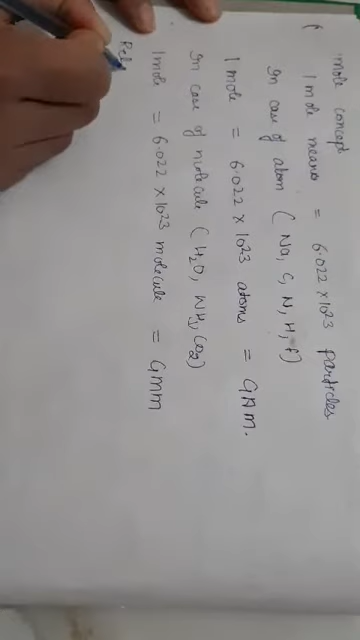 mole concept
1 mole means = 6.022 x 10²³ particles
In case of atom ( Na, C, N, H, F)
1 mole = 6.022 x 10²³ atoms = GAM.
In case of molecule ( H₂O, NH₃, CO₂)
1 mole = 6.022 x 10²³ molecule = GMM
Rel